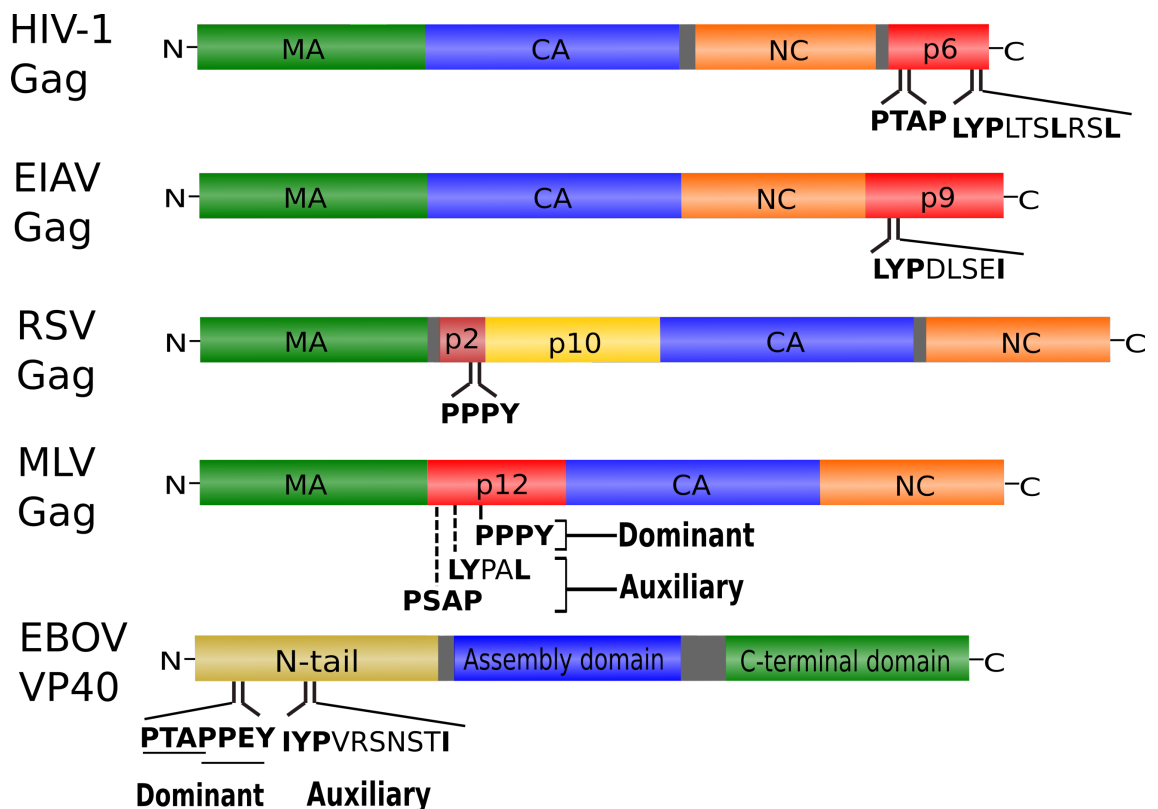 HIV-1
Gag
N MA CA NC p6 C
PTAP LYPLTSLRSL
EIAV
Gag
N MA CA NC p9 C
LYPDLSEI
RSV
Gag
N MA p2 p10 CA NC C
PPPY
MLV
Gag
N MA p12 CA NC C
PPPY Dominant
LYPAL
Auxiliary
PSAP
EBOV
VP40
N N-tail Assembly domain C-terminal domain C
PTAPPEY IYPVRSNSTI
Dominant Auxiliary